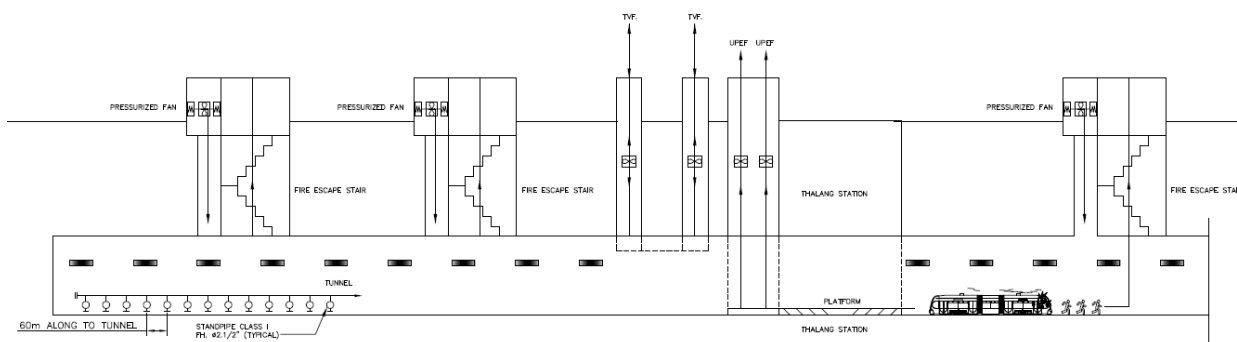 TVF.
TVF.
UPEF
UPEF
PRESSURIZED FAN
PRESSURIZED FAN
PRESSURIZED FAN
FIRE ESCAPE STAIR
FIRE ESCAPE STAIR
THALANG STATION
FIRE ESCAPE STAIR
TUNNEL
PLATFORM
60m ALONG TO TUNNEL
STANDPIPE CLASS I
FH. ø2.1/2" (TYPICAL)
THALANG STATION